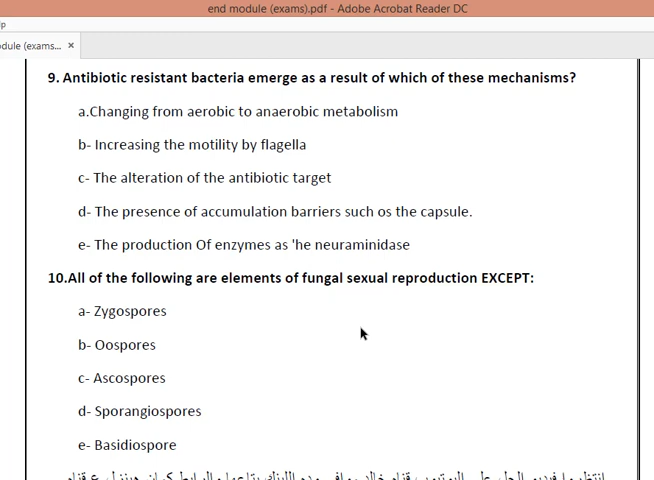 end module (exams).pdf - Adobe Acrobat Reader DC
lp
odule (exams... ×
9. Antibiotic resistant bacteria emerge as a result of which of these mechanisms?
a.Changing from aerobic to anaerobic metabolism
b- Increasing the motility by flagella
c- The alteration of the antibiotic target
d- The presence of accumulation barriers such os the capsule.
e- The production Of enzymes as 'he neuraminidase
10.All of the following are elements of fungal sexual reproduction EXCEPT:
a- Zygospores
b- Oospores
c- Ascospores
d- Sporangiospores
e- Basidiospore